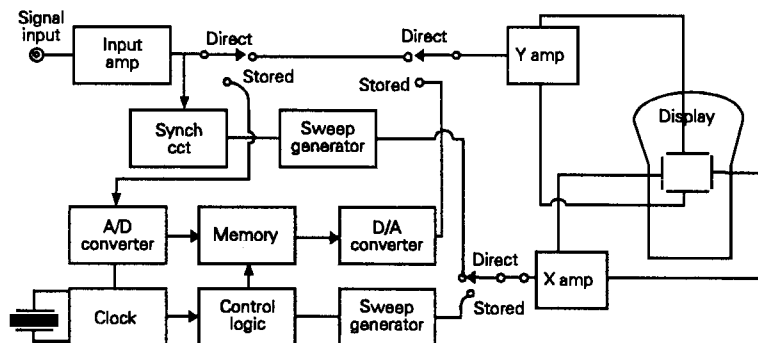 Signal
input
Input
amp
Direct
Direct
Y amp
Stored
Stored
Display
Synch
cct
Sweep
generator
A/D
converter
Memory
D/A
converter
Direct
X amp
Clock
Control
logic
Sweep
generator
Stored